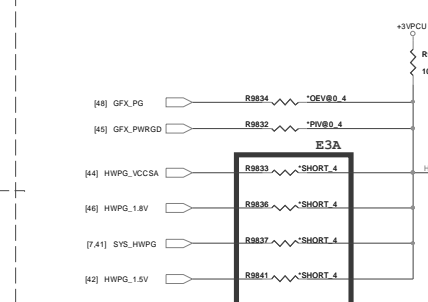 +3VPCU
[48] GFX_PG R9834 *OEV@0_4
[45] GFX_PWRGD R9832 *PIV@0_4
E3A
[44] HWPG_VCCSA R9833 *SHORT_4
[46] HWPG_1.8V R9836 *SHORT_4
[7,41] SYS_HWPG R9837 *SHORT_4
[42] HWPG_1.5V R9841 *SHORT_4